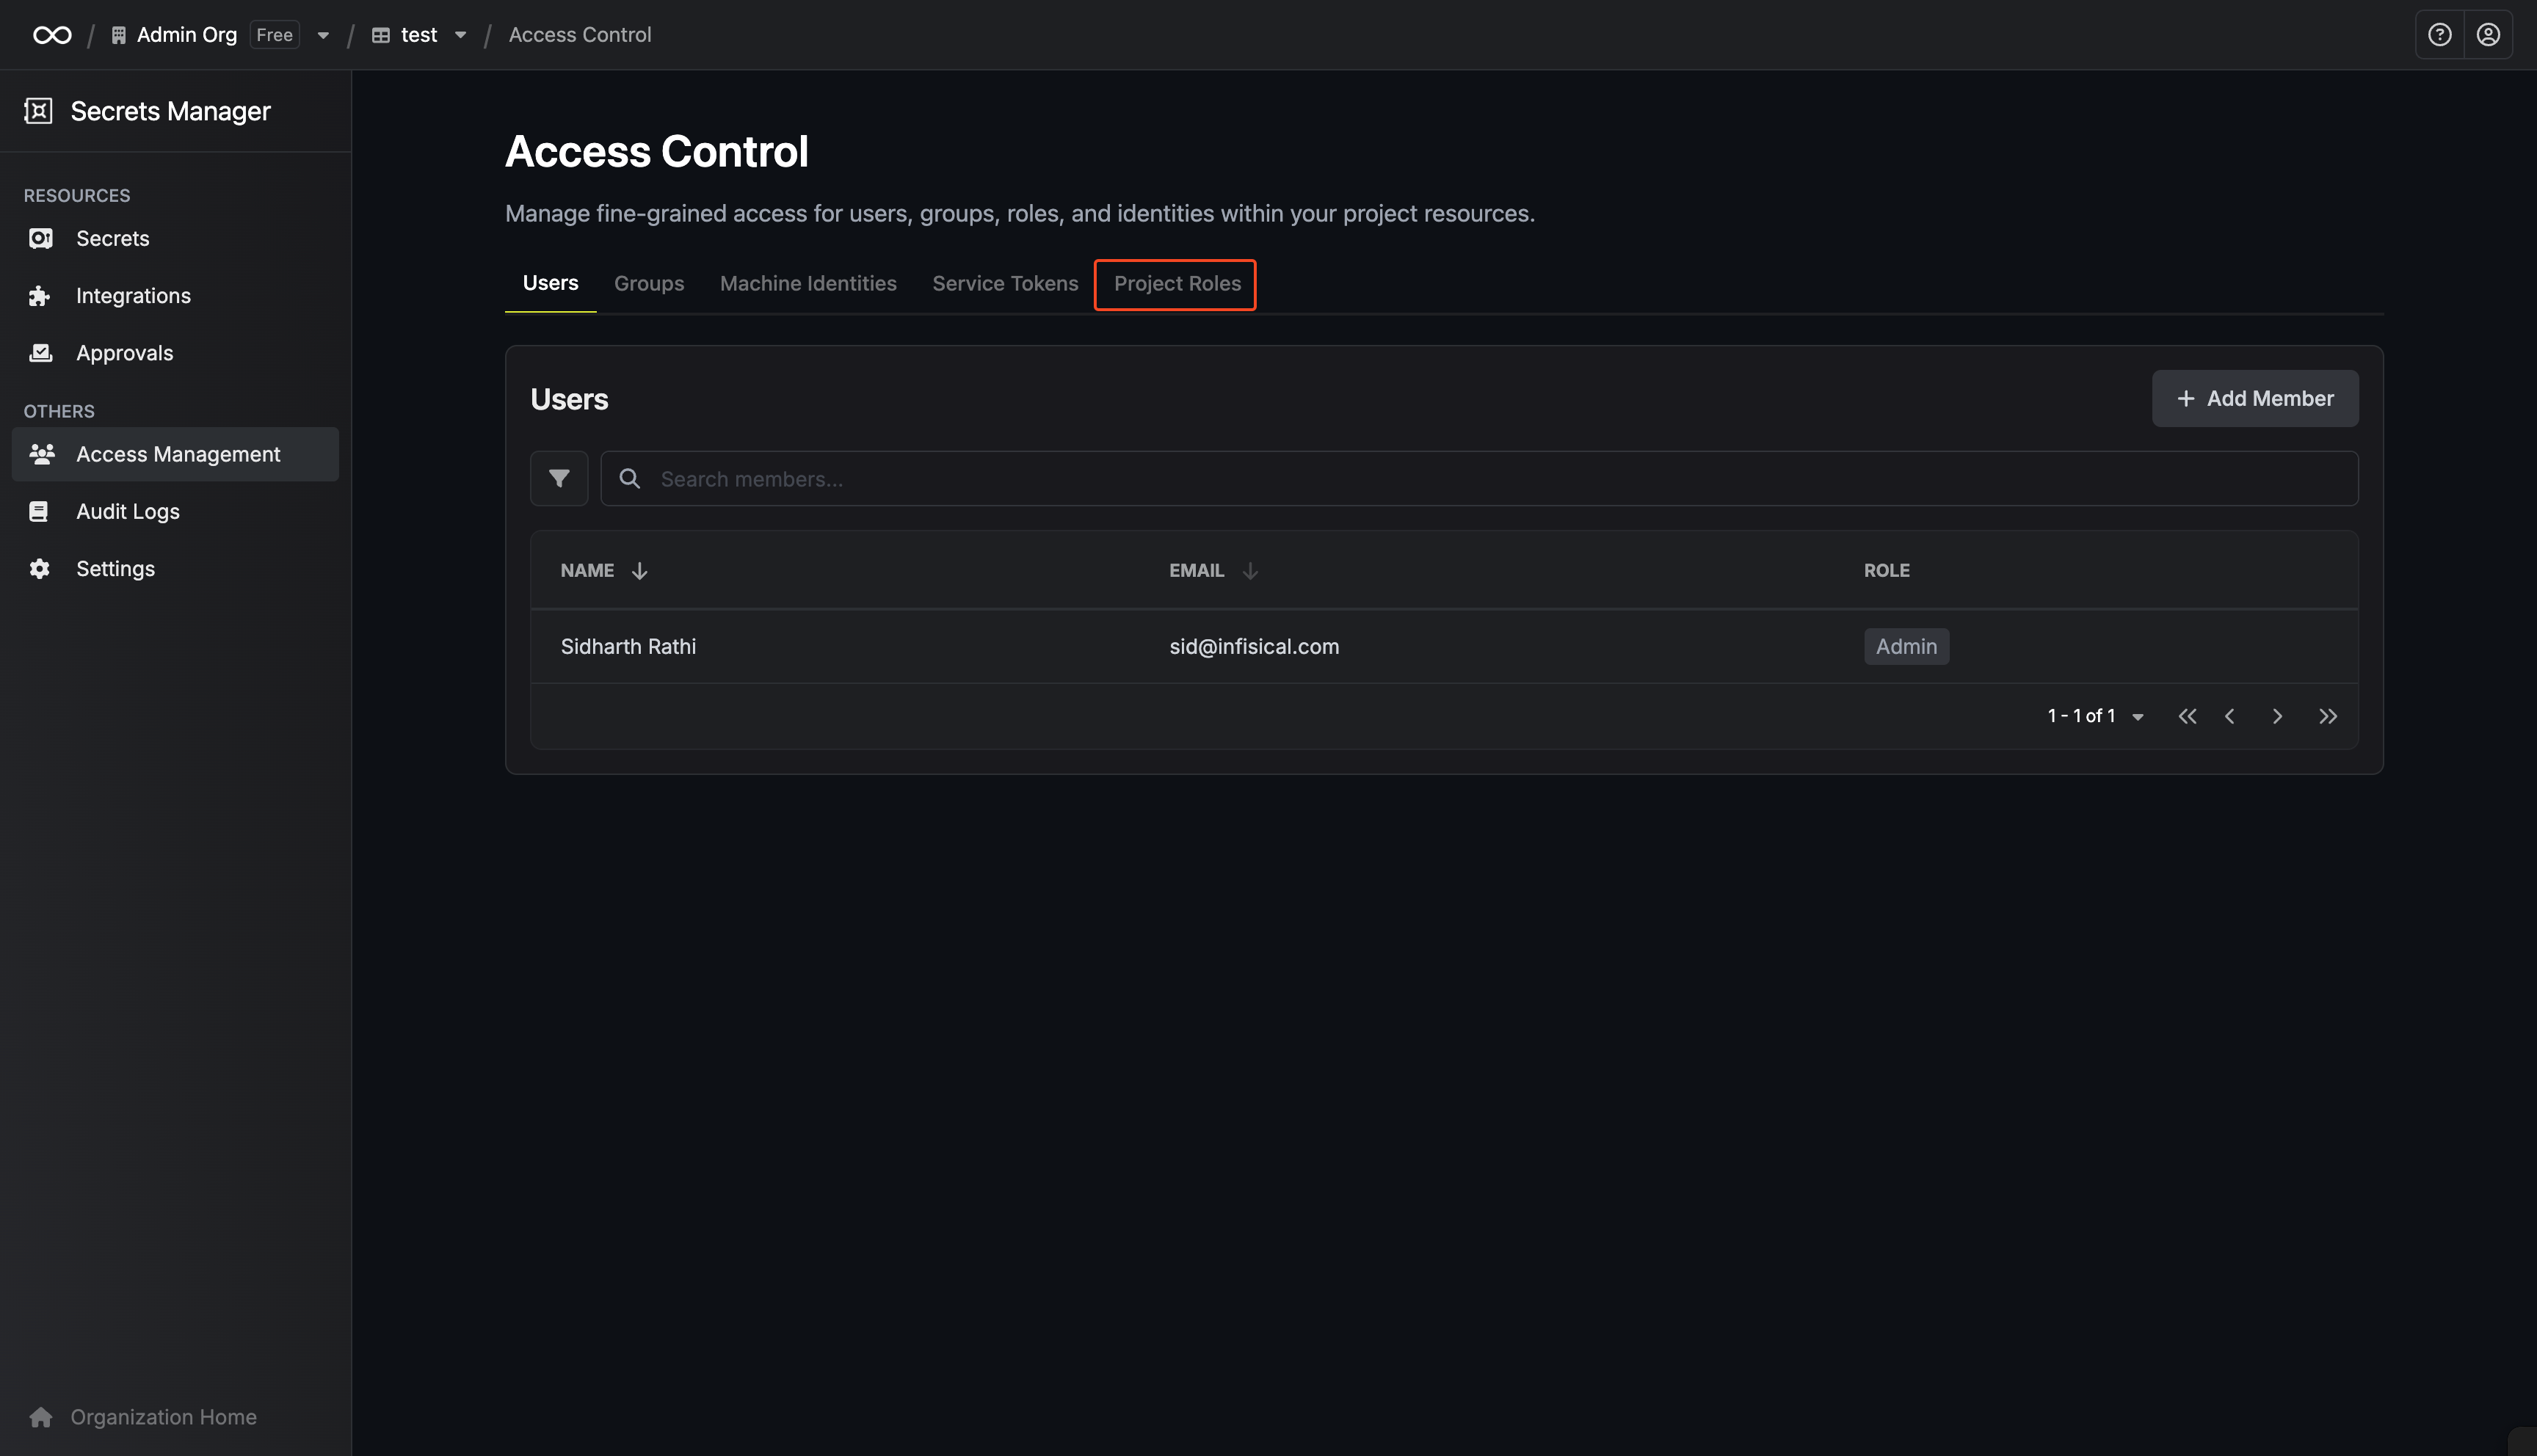 Admin Org Free test Access Control
Secrets Manager
RESOURCES
Secrets
Integrations
Approvals
OTHERS
Access Management
Audit Logs
Settings
Organization Home
Access Control
Manage fine-grained access for users, groups, roles, and identities within your project resources.
Users Groups Machine Identities Service Tokens Project Roles
Users
+ Add Member
Search members...
NAME EMAIL ROLE
Sidharth Rathi sid@infisical.com Admin
1 - 1 of 1